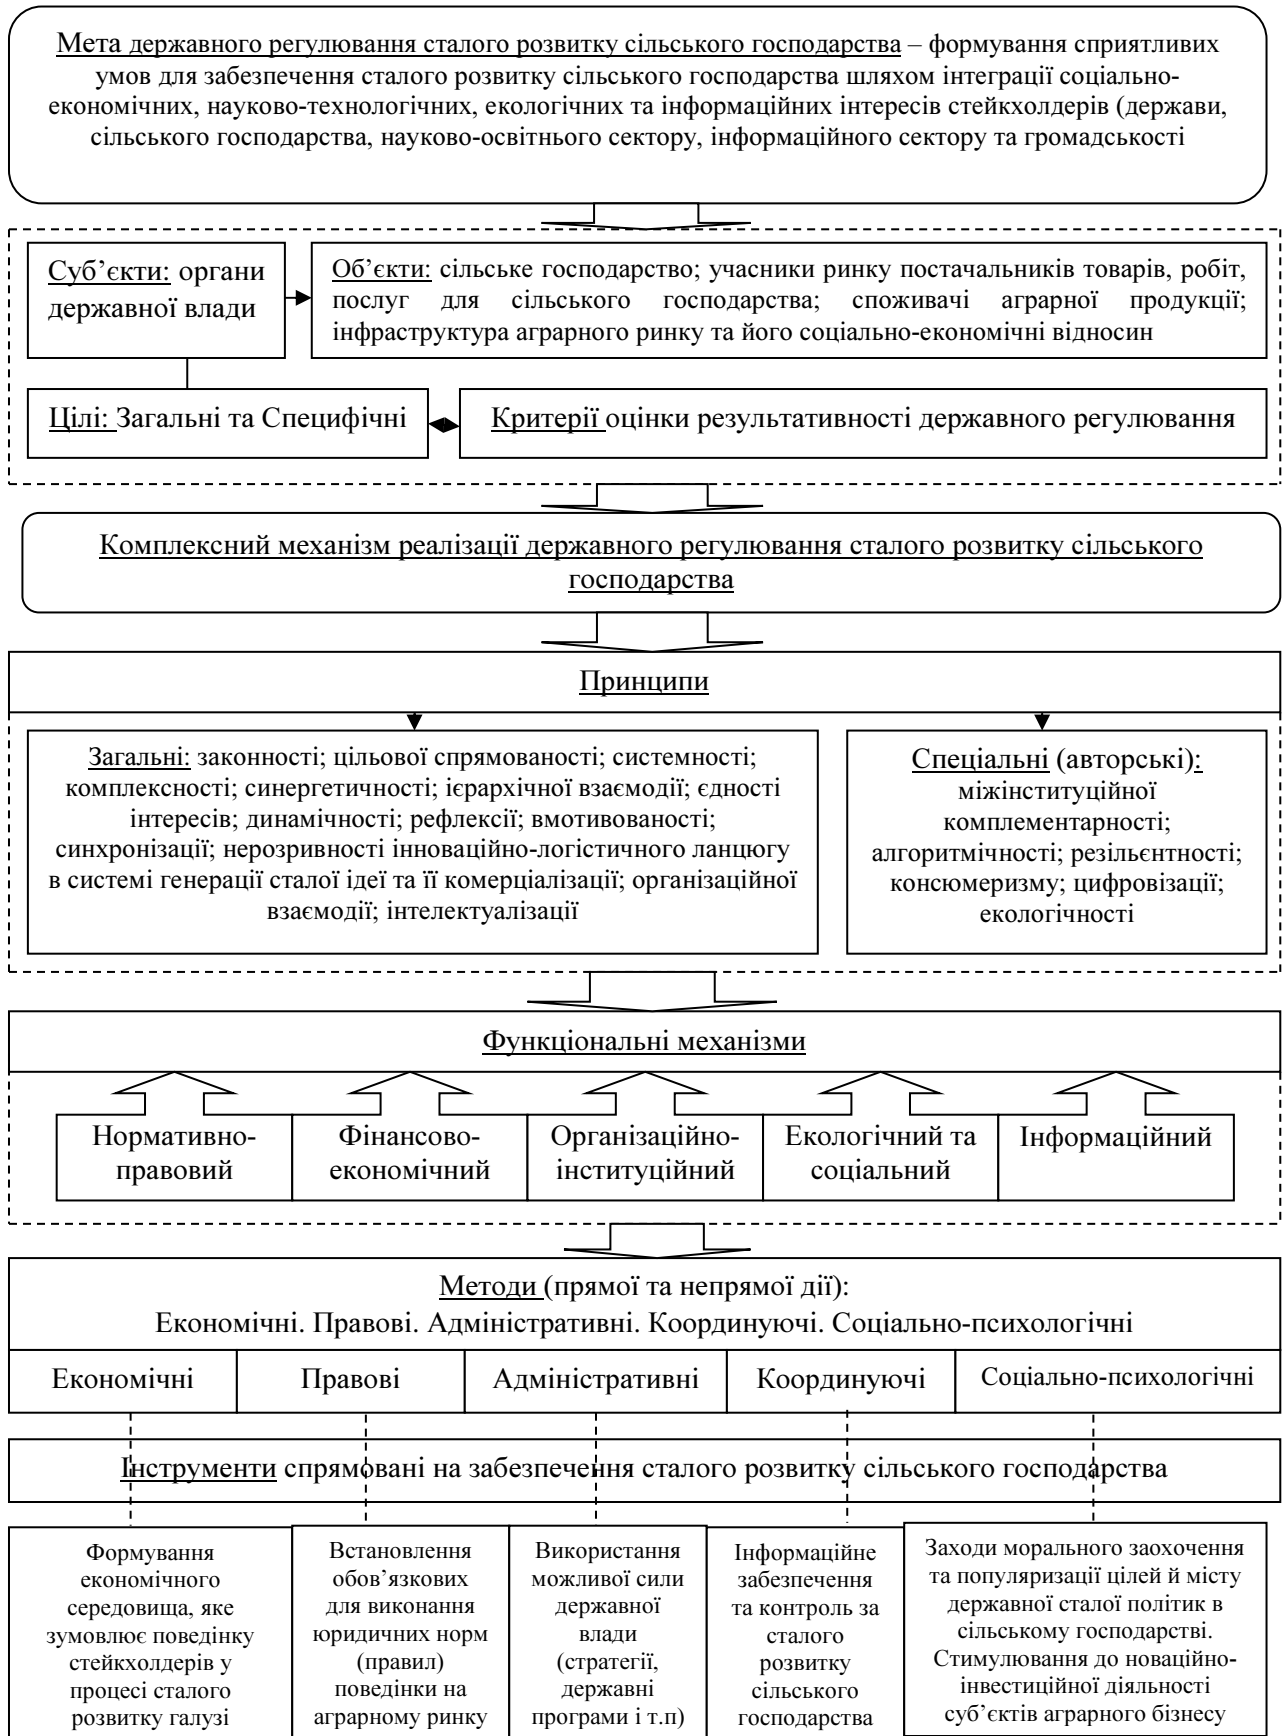 Мета державного регулювання сталого розвитку сільського господарства – формування сприятливих
умов для забезпечення сталого розвитку сільського господарства шляхом інтеграції соціально-
економічних, науково-технологічних, екологічних та інформаційних інтересів стейкхолдерів (держави,
сільського господарства, науково-освітнього сектору, інформаційного сектору та громадськості
Суб’єкти: органи
державної влади
Об’єкти: сільське господарство; учасники ринку постачальників товарів, робіт,
послуг для сільського господарства; споживачі аграрної продукції;
інфраструктура аграрного ринку та його соціально-економічні відносин
Цілі: Загальні та Специфічні
Критерії оцінки результативності державного регулювання
Комплексний механізм реалізації державного регулювання сталого розвитку сільського
господарства
Принципи
Загальні: законності; цільової спрямованості; системності;
комплексності; синергетичності; ієрархічної взаємодії; єдності
інтересів; динамічності; рефлексії; вмотивованості;
синхронізації; нерозривності інноваційно-логістичного ланцюгу
в системі генерації сталої ідеї та її комерціалізації; організаційної
взаємодії; інтелектуалізації
Спеціальні (авторські):
міжінституційної
комплементарності;
алгоритмічності; резільєнтності;
консюмеризму; цифровізації;
екологічності
Функціональні механізми
Нормативно-
правовий
Фінансово-
економічний
Організаційно-
інституційний
Екологічний та
соціальний
Інформаційний
Методи (прямої та непрямої дії):
Економічні. Правові. Адміністративні. Координуючі. Соціально-психологічні
Економічні
Правові
Адміністративні
Координуючі
Соціально-психологічні
Інструменти спрямовані на забезпечення сталого розвитку сільського господарства
Формування
економічного
середовища, яке
зумовлює поведінку
стейкхолдерів у
процесі сталого
розвитку галузі
Встановлення
обов’язкових
для виконання
юридичних норм
(правил)
поведінки на
аграрному ринку
Використання
можливої сили
державної
влади
(стратегії,
державні
програми і т.п)
Інформаційне
забезпечення
та контроль за
сталого
розвитку
сільського
господарства
Заходи морального заохочення
та популяризації цілей й місту
державної сталої політик в
сільському господарстві.
Стимулювання до новаційно-
інвестиційної діяльності
суб’єктів аграрного бізнесу